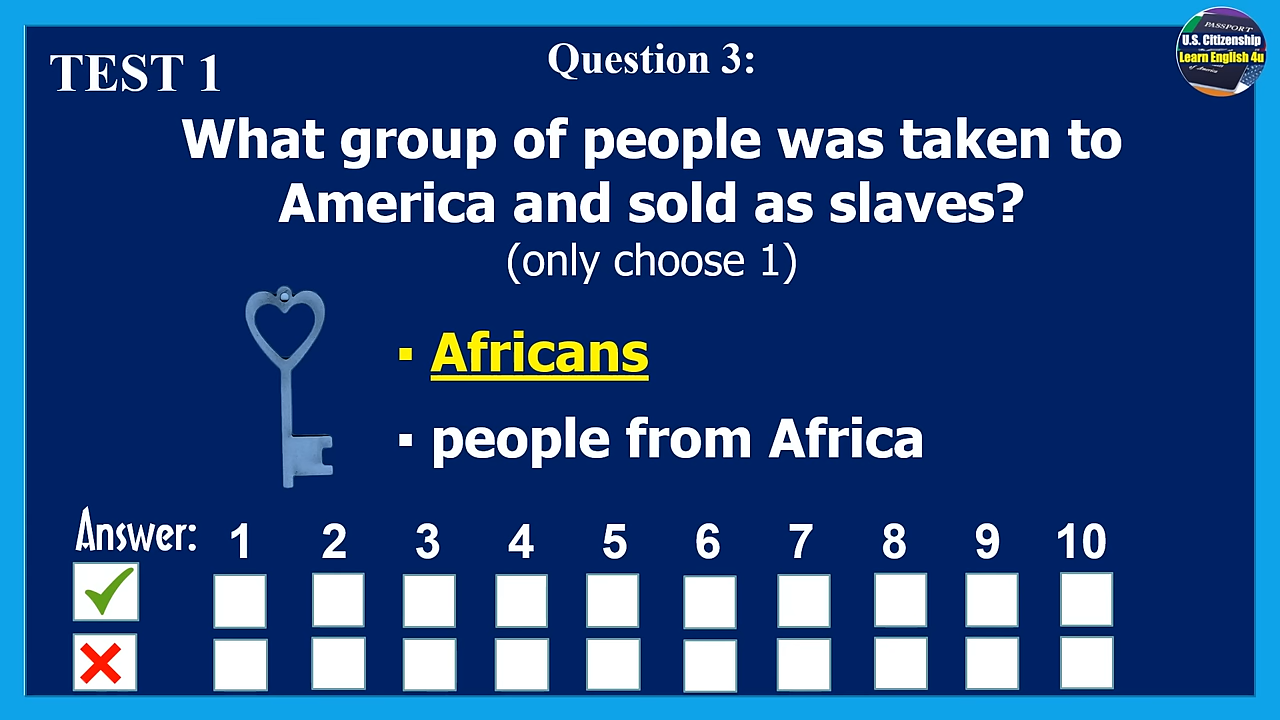 TEST 1
Question 3:
PASSPORT
U.S. Citizenship
Learn English 4u
of America
What group of people was taken to
America and sold as slaves?
(only choose 1)
▪ Africans
▪ people from Africa
Answer: 1 2 3 4 5 6 7 8 9 10